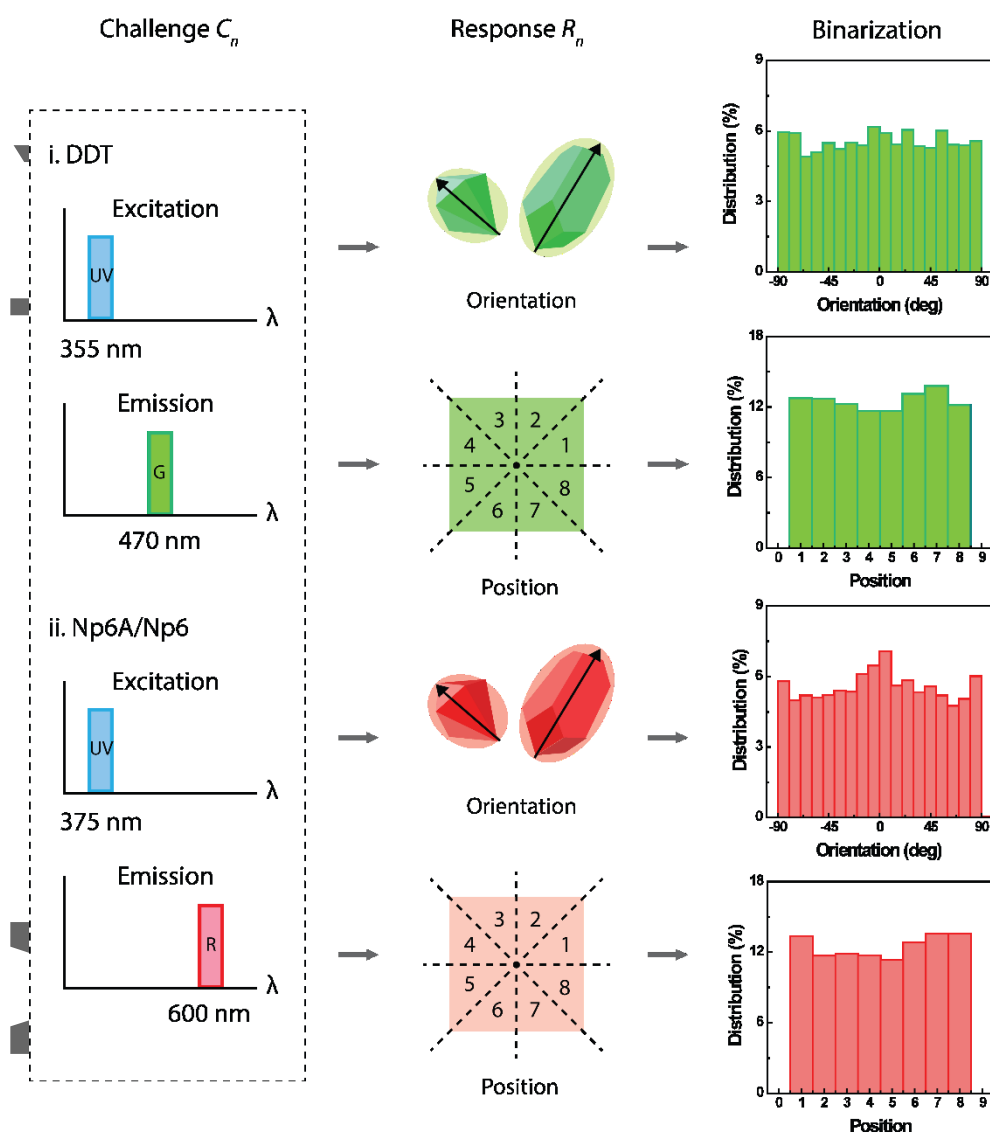 Challenge Cn
Response Rn
Binarization
i. DDT
Excitation
UV
λ
355 nm
Orientation
Distribution (%)
9
6
3
0
-90
-45
0
45
90
Orientation (deg)
Emission
G
λ
470 nm
3
2
4
1
5
8
6
7
Position
Distribution (%)
18
12
6
0
0
1
2
3
4
5
6
7
8
9
Position
ii. Np6A/Np6
Excitation
UV
λ
375 nm
Orientation
Distribution (%)
9
6
3
0
-90
-45
0
45
90
Orientation (deg)
Emission
R
λ
600 nm
3
2
4
1
5
8
6
7
Position
Distribution (%)
18
12
6
0
0
1
2
3
4
5
6
7
8
9
Position